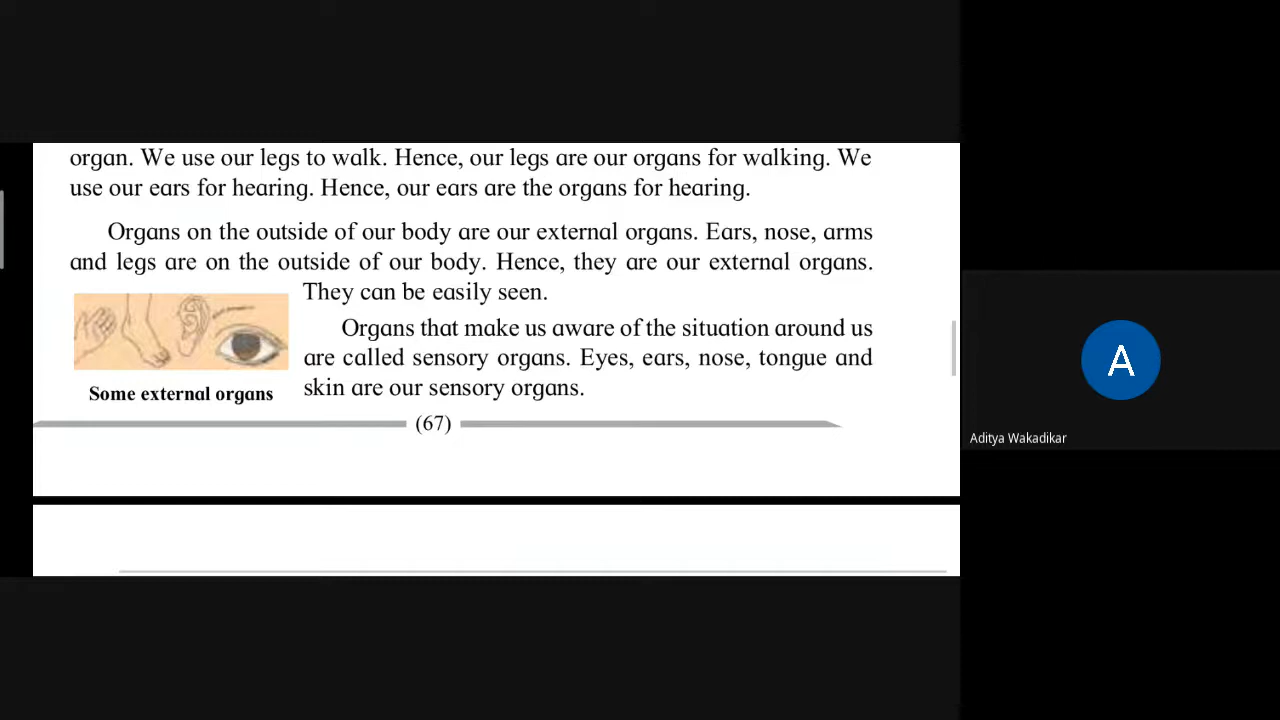 organ. We use our legs to walk. Hence, our legs are our organs for walking. We
use our ears for hearing. Hence, our ears are the organs for hearing.
Organs on the outside of our body are our external organs. Ears, nose, arms
and legs are on the outside of our body. Hence, they are our external organs.
They can be easily seen.
Organs that make us aware of the situation around us
are called sensory organs. Eyes, ears, nose, tongue and
skin are our sensory organs.
Some external organs
(67)
A
Aditya Wakadikar